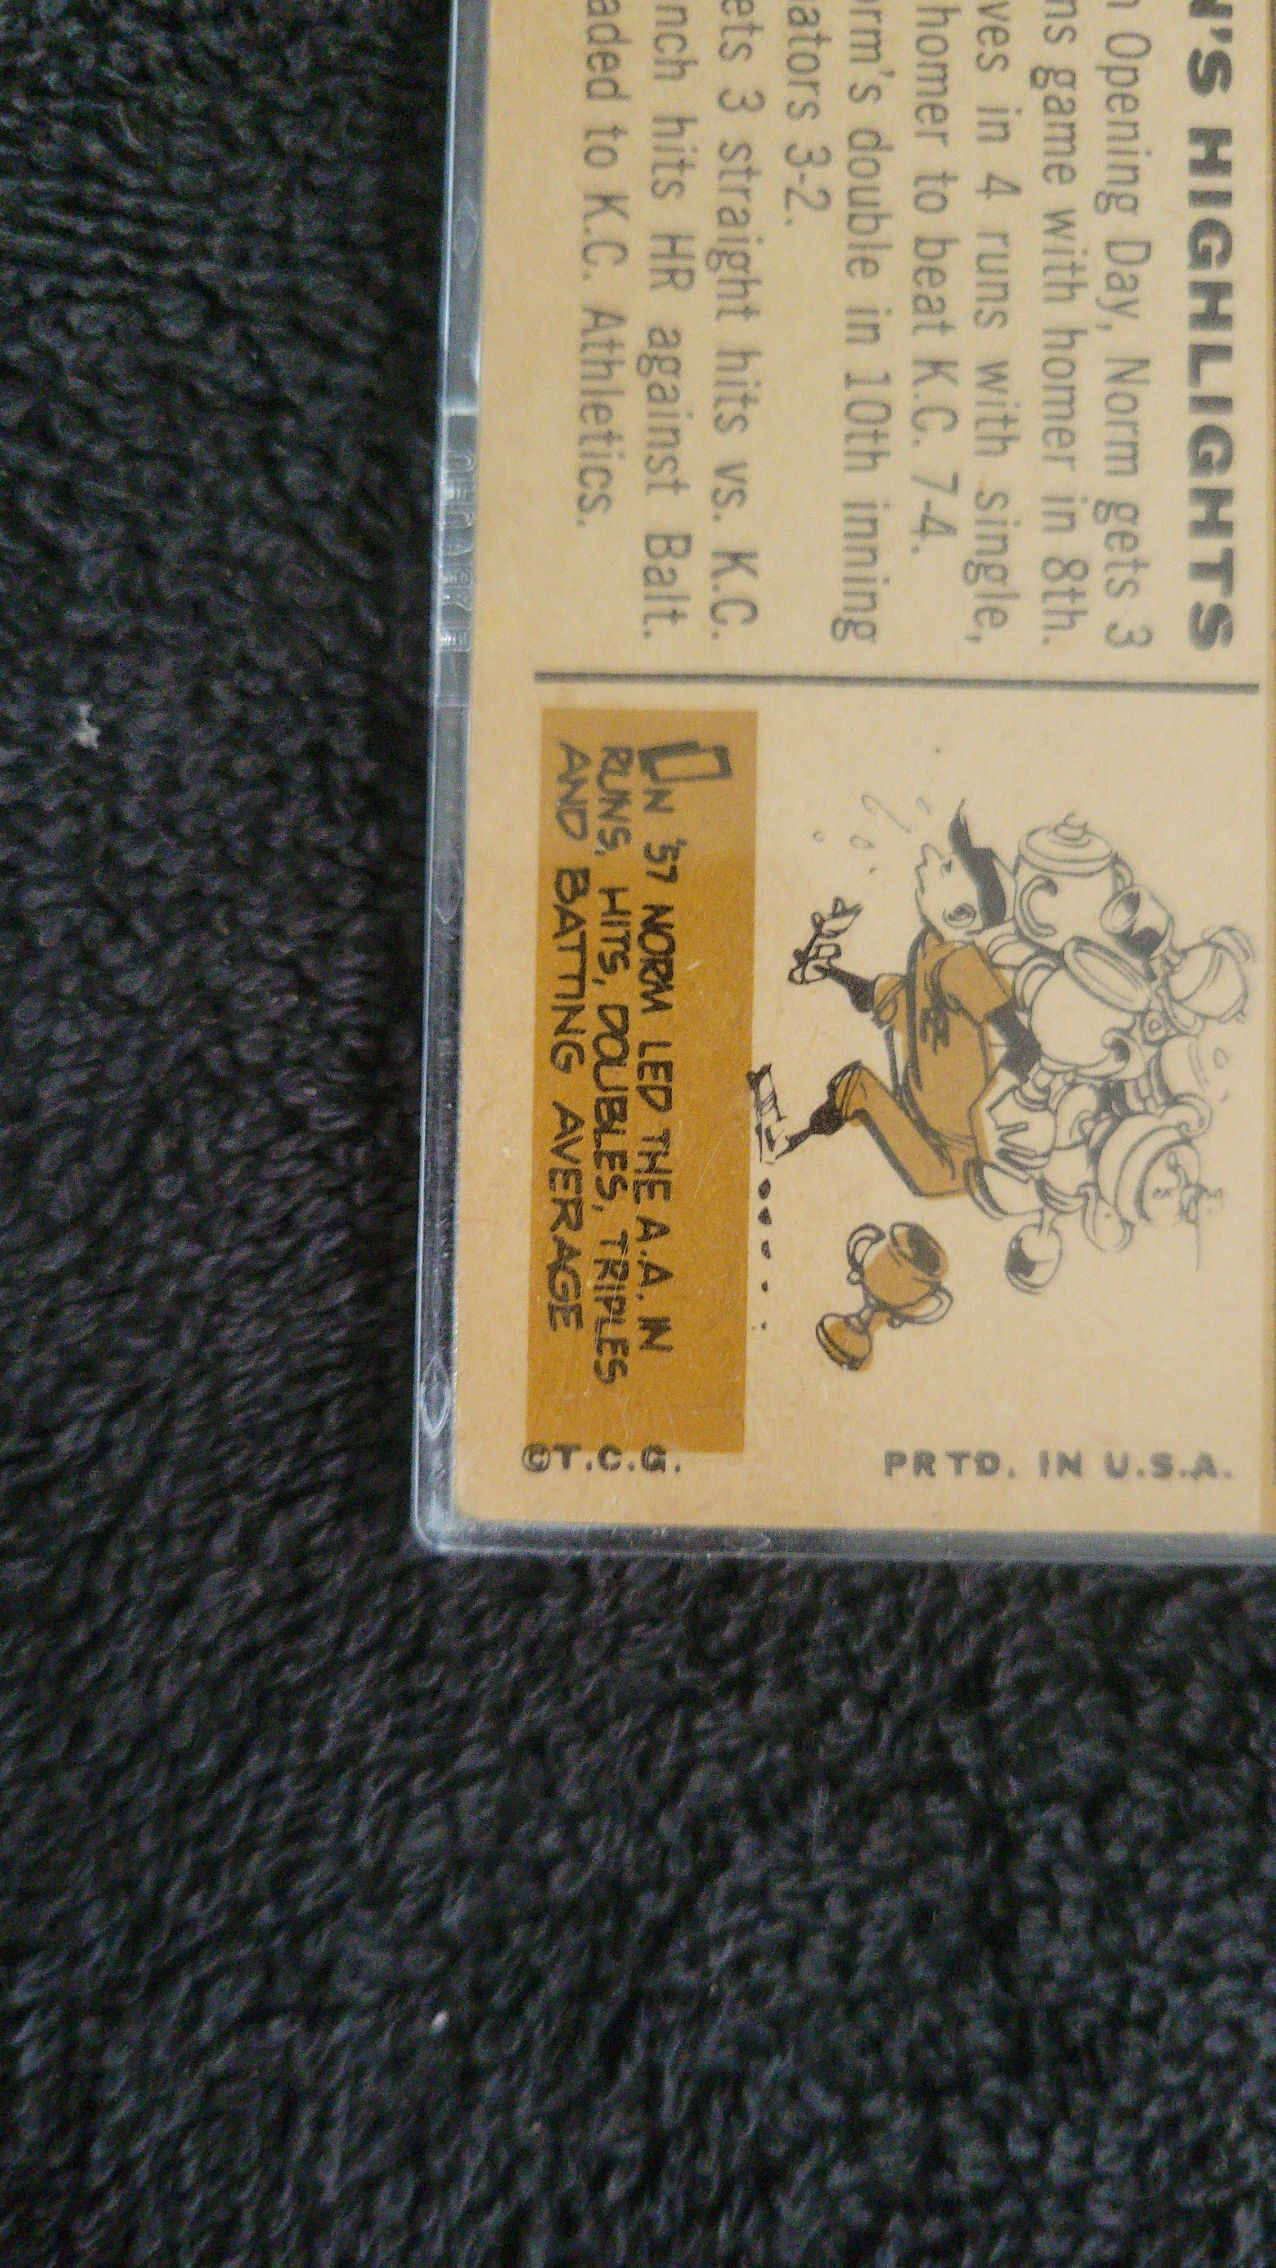 N'S HIGHLIGHTS
Opening Day, Norm gets 3
ns game with homer in 8th.
ves in 4 runs with single,
homer to beat K.C. 7-4.
orm's double in 10th inning
ators 3-2.
ets 3 straight hits vs. K.C.
nch hits HR against Balt.
aded to K.C. Athletics.
IN '57 NORM LED THE A.A. IN
RUNS, HITS, DOUBLES, TRIPLES
AND BATTING AVERAGE
©T.C.G.
PRTD. IN U.S.A.